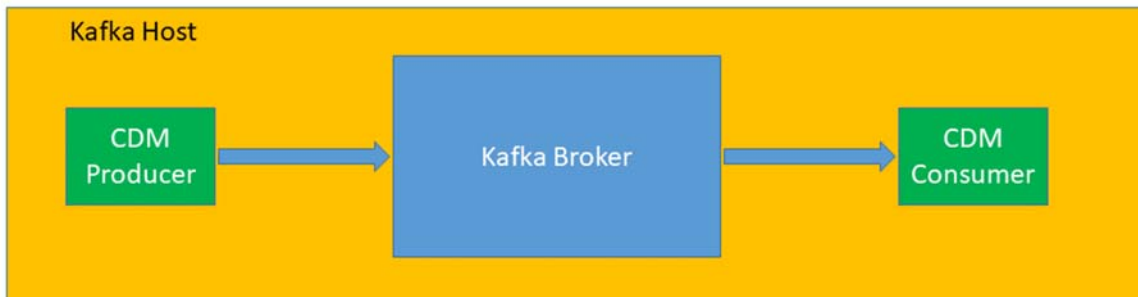 Kafka Host
CDM
Producer
Kafka Broker
CDM
Consumer